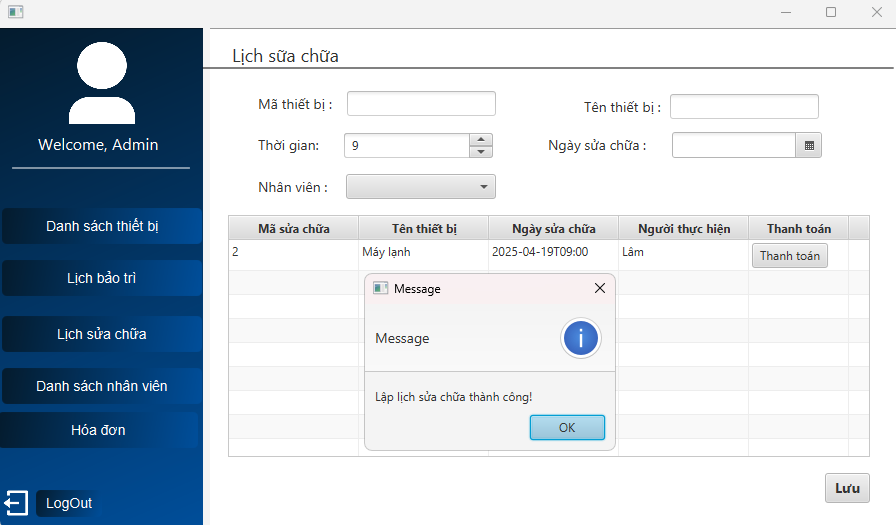 Welcome, Admin
Danh sách thiết bị
Lịch bảo trì
Lịch sửa chữa
Danh sách nhân viên
Hóa đơn
LogOut
Lịch sữa chữa
Mã thiết bị :
Tên thiết bị :
Thời gian: 9
Ngày sửa chữa :
Nhân viên :
Mã sửa chữa Tên thiết bị Ngày sửa chữa Người thực hiện Thanh toán
2 Máy lạnh 2025-04-19T09:00 Lâm Thanh toán
Message
Message
Lập lịch sửa chữa thành công!
OK
Lưu